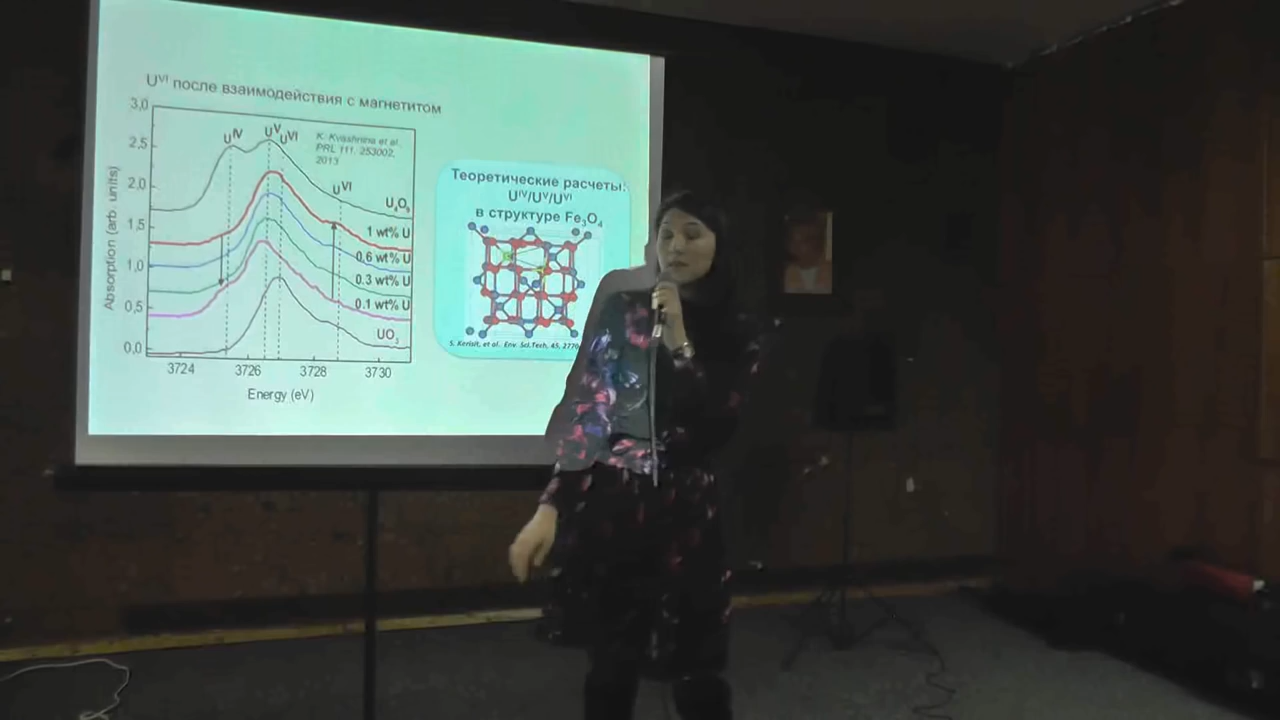 U^VI после взаимодействия с магнетитом
Absorption (arb. units)
3,0
2,5
2,0
1,5
1,0
0,5
0,0
U^IV
U^V
U^VI
K. Kvashnina et al.,
PRL 111. 253002,
2013
U^VI
U₄O₉
1 wt% U
0,6 wt% U
0.3 wt% U
0.1 wt% U
UO₃
3724
3726
3728
3730
Energy (eV)
Теоретические расчеты:
U^IV/U^V/U^VI
в структуре Fe₃O₄
S. Kerisit, et al. Env. Sci.Tech, 45, 2770